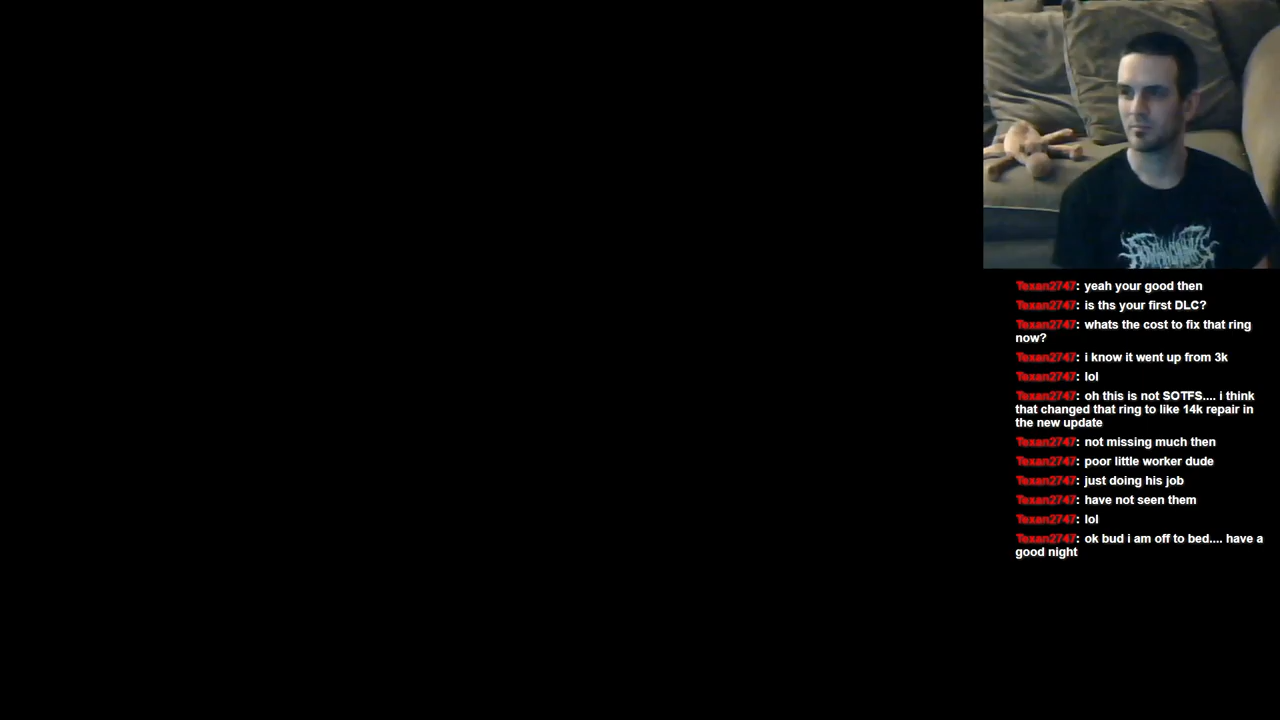 Texan2747: yeah your good then
Texan2747: is ths your first DLC?
Texan2747: whats the cost to fix that ring
now?
Texan2747: i know it went up from 3k
Texan2747: lol
Texan2747: oh this is not SOTFS.... i think
that changed that ring to like 14k repair in
the new update
Texan2747: not missing much then
Texan2747: poor little worker dude
Texan2747: just doing his job
Texan2747: have not seen them
Texan2747: lol
Texan2747: ok bud i am off to bed.... have a
good night